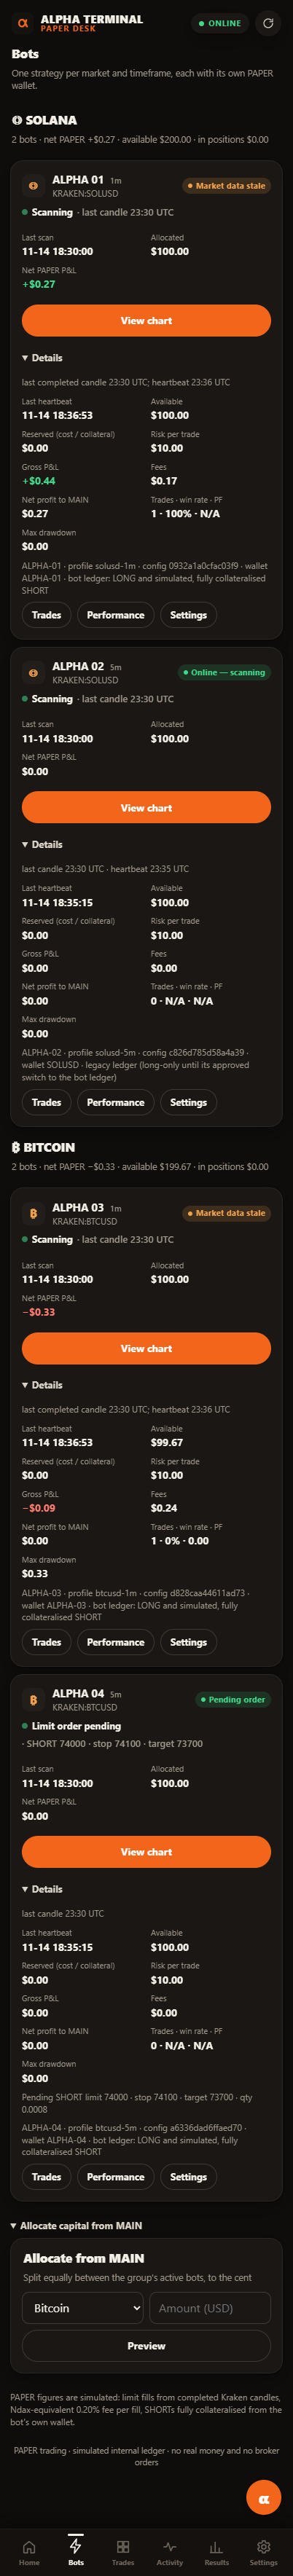 α
ALPHA TERMINAL
PAPER DESK
ONLINE
Bots
One strategy per market and timeframe, each with its own PAPER
wallet.
SOLANA
2 bots · net PAPER +$0.27 · available $200.00 · in positions $0.00
ALPHA 01 1m
KRAKEN:SOLUSD
Market data stale
Scanning · last candle 23:30 UTC
Last scan
11-14 18:30:00
Allocated
$100.00
Net PAPER P&L
+$0.27
View chart
▼ Details
last completed candle 23:30 UTC; heartbeat 23:36 UTC
Last heartbeat
11-14 18:36:53
Available
$100.00
Reserved (cost / collateral)
$0.00
Risk per trade
$10.00
Gross P&L
+$0.44
Fees
$0.17
Net profit to MAIN
$0.27
Trades · win rate · PF
1 · 100% · N/A
Max drawdown
$0.00
ALPHA-01 · profile solusd-1m · config 0932a1a0cfac03f9 · wallet
ALPHA-01 · bot ledger: LONG and simulated, fully collateralised
SHORT
Trades
Performance
Settings
ALPHA 02 5m
KRAKEN:SOLUSD
Online — scanning
Scanning · last candle 23:30 UTC
Last scan
11-14 18:30:00
Allocated
$100.00
Net PAPER P&L
$0.00
View chart
▼ Details
last candle 23:30 UTC · heartbeat 23:35 UTC
Last heartbeat
11-14 18:35:15
Available
$100.00
Reserved (cost / collateral)
$0.00
Risk per trade
$10.00
Gross P&L
$0.00
Fees
$0.00
Net profit to MAIN
$0.00
Trades · win rate · PF
0 · N/A · N/A
Max drawdown
$0.00
ALPHA-02 · profile solusd-5m · config c826d785d58a4a39 ·
wallet SOLUSD · legacy ledger (long-only until its approved
switch to the bot ledger)
Trades
Performance
Settings
₿ BITCOIN
2 bots · net PAPER −$0.33 · available $199.67 · in positions $0.00
₿
ALPHA 03 1m
KRAKEN:BTCUSD
Market data stale
Scanning · last candle 23:30 UTC
Last scan
11-14 18:30:00
Allocated
$100.00
Net PAPER P&L
−$0.33
View chart
▼ Details
last completed candle 23:30 UTC; heartbeat 23:36 UTC
Last heartbeat
11-14 18:36:53
Available
$99.67
Reserved (cost / collateral)
$0.00
Risk per trade
$10.00
Gross P&L
−$0.09
Fees
$0.24
Net profit to MAIN
$0.00
Trades · win rate · PF
1 · 0% · 0.00
Max drawdown
$0.33
ALPHA-03 · profile btcusd-1m · config d828caa44611ad73 ·
wallet ALPHA-03 · bot ledger: LONG and simulated, fully
collateralised SHORT
Trades
Performance
Settings
₿
ALPHA 04 5m
KRAKEN:BTCUSD
Pending order
Limit order pending
· SHORT 74000 · stop 74100 · target 73700
Last scan
11-14 18:30:00
Allocated
$100.00
Net PAPER P&L
$0.00
View chart
▼ Details
last candle 23:30 UTC
Last heartbeat
11-14 18:35:15
Available
$100.00
Reserved (cost / collateral)
$0.00
Risk per trade
$10.00
Gross P&L
$0.00
Fees
$0.00
Net profit to MAIN
$0.00
Trades · win rate · PF
0 · N/A · N/A
Max drawdown
$0.00
Pending SHORT limit 74000 · stop 74100 · target 73700 · qty
0.0008
ALPHA-04 · profile btcusd-5m · config a6336dad6ffaed70 ·
wallet ALPHA-04 · bot ledger: LONG and simulated, fully
collateralised SHORT
Trades
Performance
Settings
▼ Allocate capital from MAIN
Allocate from MAIN
Split equally between the group's active bots, to the cent
Bitcoin
Amount (USD)
Preview
PAPER figures are simulated: limit fills from completed Kraken candles,
Ndax-equivalent 0.20% fee per fill, SHORTs fully collateralised from the
bot's own wallet.
PAPER trading · simulated internal ledger · no real money and no broker
orders
α
Home
Bots
Trades
Activity
Results
Settings